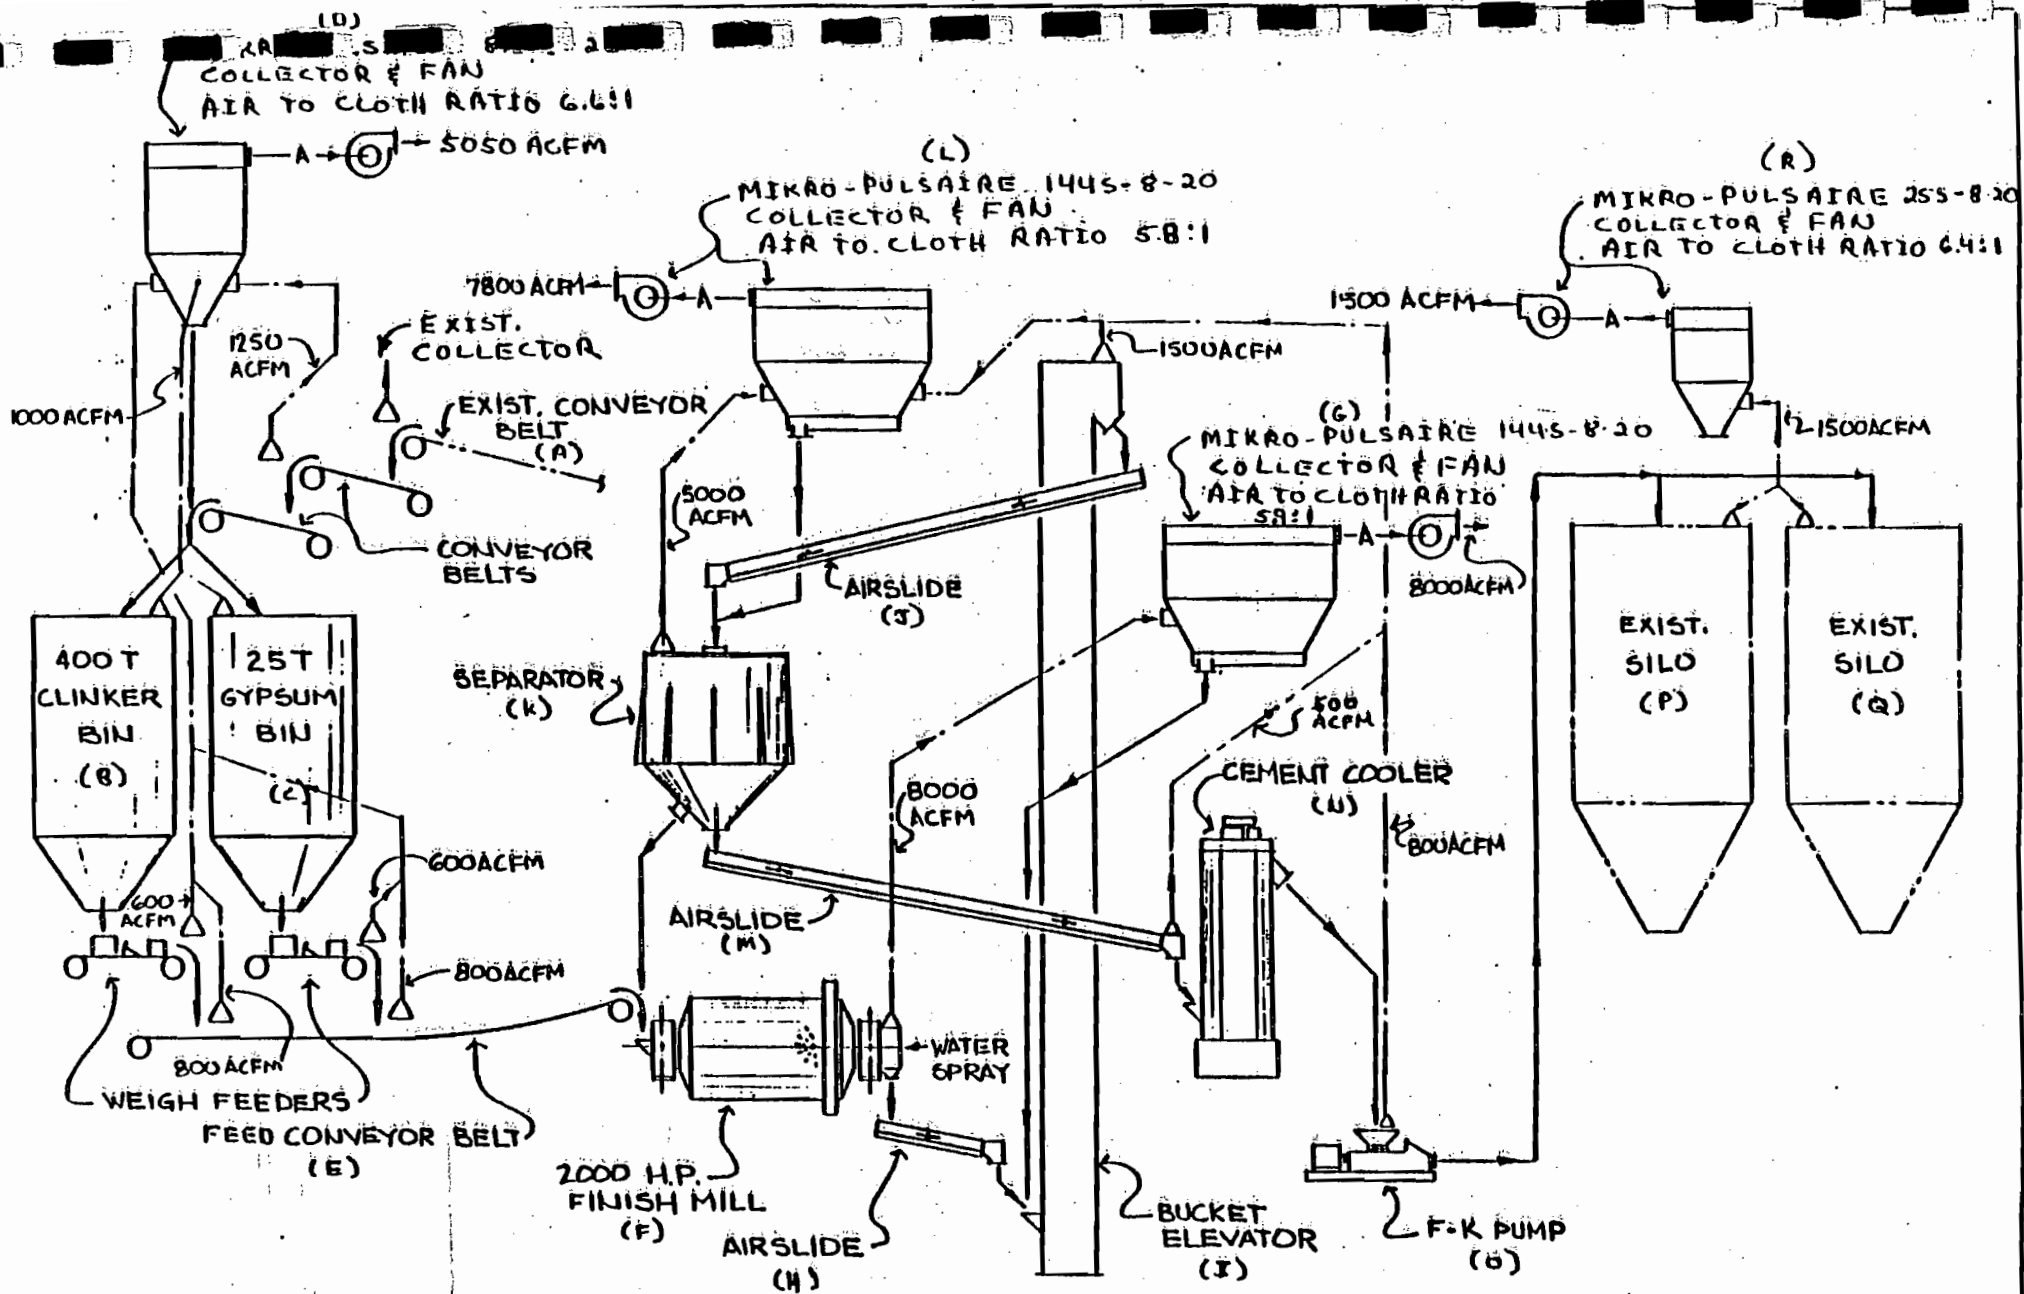 (D)
COLLECTOR & FAN
AIR TO CLOTH RATIO 6.6:1
5050 ACFM
A
(L)
MIKRO-PULSAIRE 144S-8-20
COLLECTOR & FAN
AIR TO CLOTH RATIO 5.8:1
7800 ACFM
A
(R)
MIKRO-PULSAIRE 25S-8-20
COLLECTOR & FAN
AIR TO CLOTH RATIO 6.4:1
1500 ACFM
A
1500 ACFM
1250
ACFM
1000 ACFM
EXIST.
COLLECTOR
EXIST. CONVEYOR
BELT
(A)
CONVEYOR
BELTS
1500 ACFM
(G)
MIKRO-PULSAIRE 144S-8-20
COLLECTOR & FAN
AIR TO CLOTH RATIO
5.9:1
A
8000 ACFM
5000
ACFM
AIRSLIDE
(J)
400 T
CLINKER
BIN
(B)
125 T
GYPSUM
BIN
(C)
SEPARATOR
(K)
500
ACFM
EXIST.
SILO
(P)
EXIST.
SILO
(Q)
CEMENT COOLER
(N)
8000
ACFM
800 ACFM
600 ACFM
600
ACFM
AIRSLIDE
(M)
800 ACFM
800 ACFM
WATER
SPRAY
WEIGH FEEDERS
FEED CONVEYOR BELT
(E)
2000 H.P.
FINISH MILL
(F)
AIRSLIDE
(H)
BUCKET
ELEVATOR
(I)
F-K PUMP
(O)